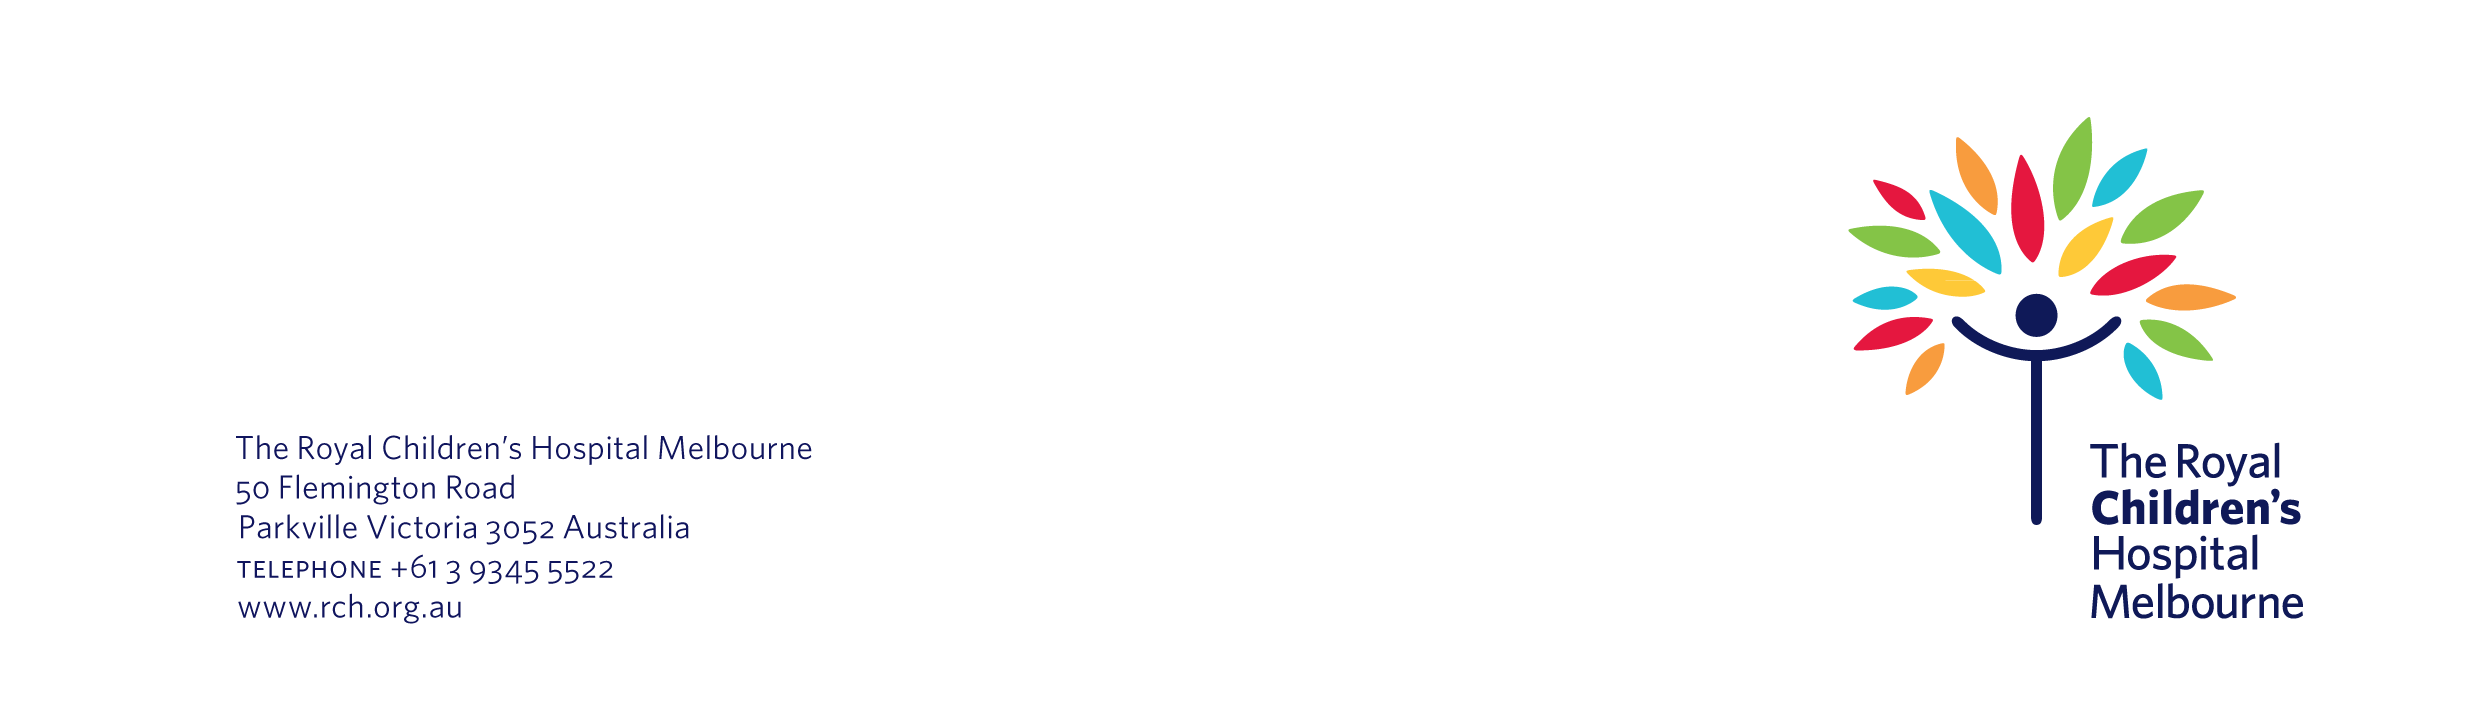 The Royal Children’s Hospital Melbourne
50 Flemington Road
Parkville Victoria 3052 Australia
TELEPHONE +61 3 9345 5522
www.rch.org.au
The Royal
Children’s
Hospital
Melbourne